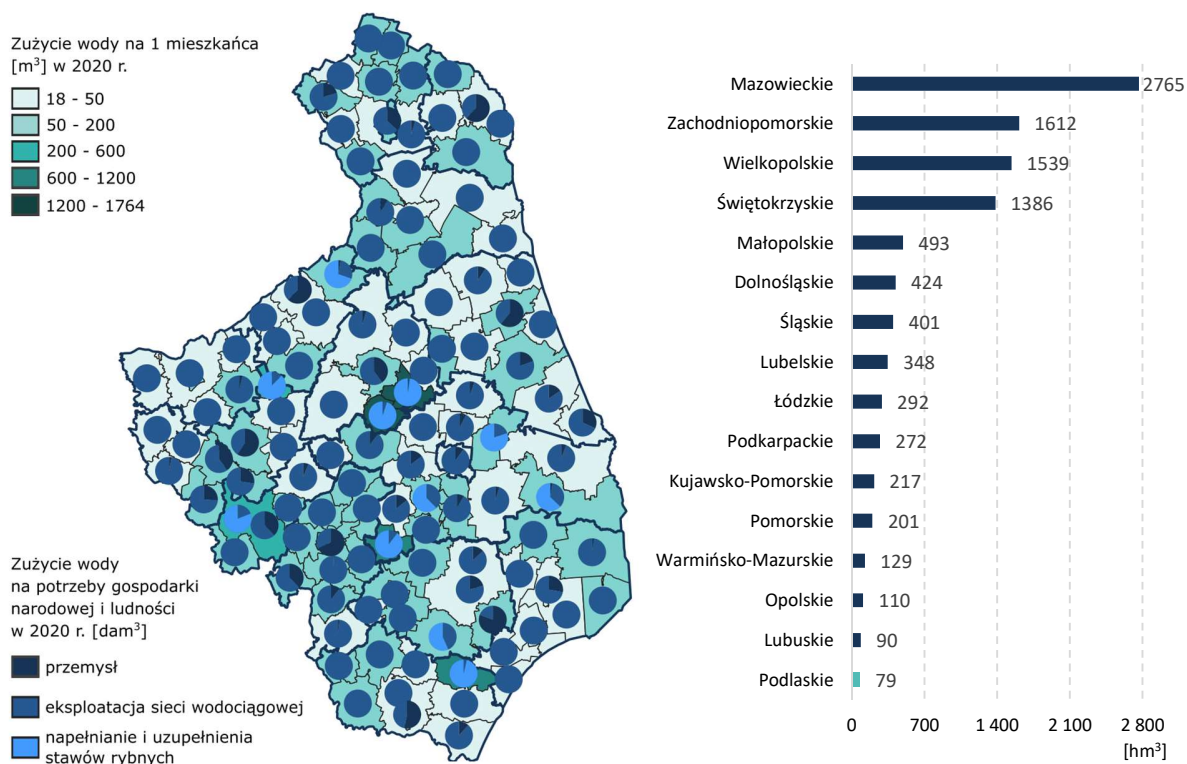 Zużycie wody na 1 mieszkańca
[m³] w 2020 r.
18 - 50
50 - 200
200 - 600
600 - 1200
1200 - 1764
Zużycie wody
na potrzeby gospodarki
narodowej i ludności
w 2020 r. [dam³]
przemysł
eksploatacja sieci wodociągowej
napełnianie i uzupełnienia
stawów rybnych
Mazowieckie 2765
Zachodniopomorskie 1612
Wielkopolskie 1539
Świętokrzyskie 1386
Małopolskie 493
Dolnośląskie 424
Śląskie 401
Lubelskie 348
Łódzkie 292
Podkarpackie 272
Kujawsko-Pomorskie 217
Pomorskie 201
Warmińsko-Mazurskie 129
Opolskie 110
Lubuskie 90
Podlaskie 79
0 700 1 400 2 100 2 800
[hm³]